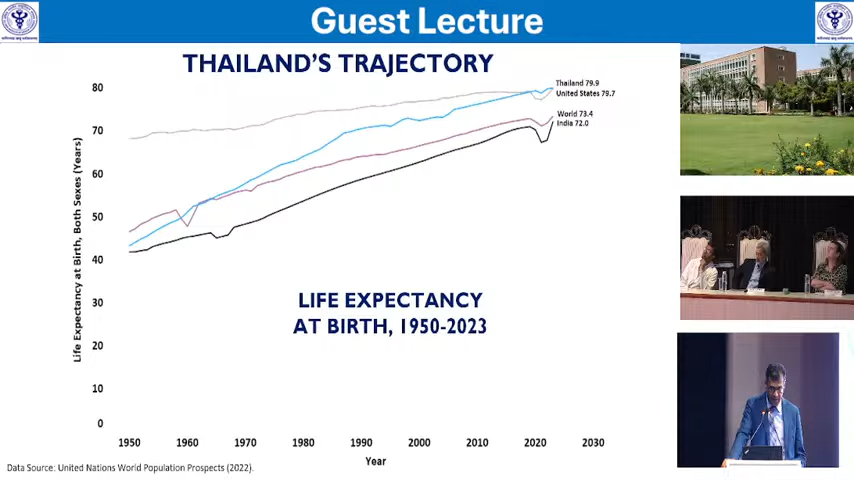 Guest Lecture
THAILAND'S TRAJECTORY
Life Expectancy at Birth, Both Sexes (Years)
80
70
60
50
40
30
20
10
0
Thailand 79.9
United States 79.7
World 73.4
India 72.0
LIFE EXPECTANCY
AT BIRTH, 1950-2023
1950
1960
1970
1980
1990
2000
2010
2020
2030
Year
Data Source: United Nations World Population Prospects (2022).